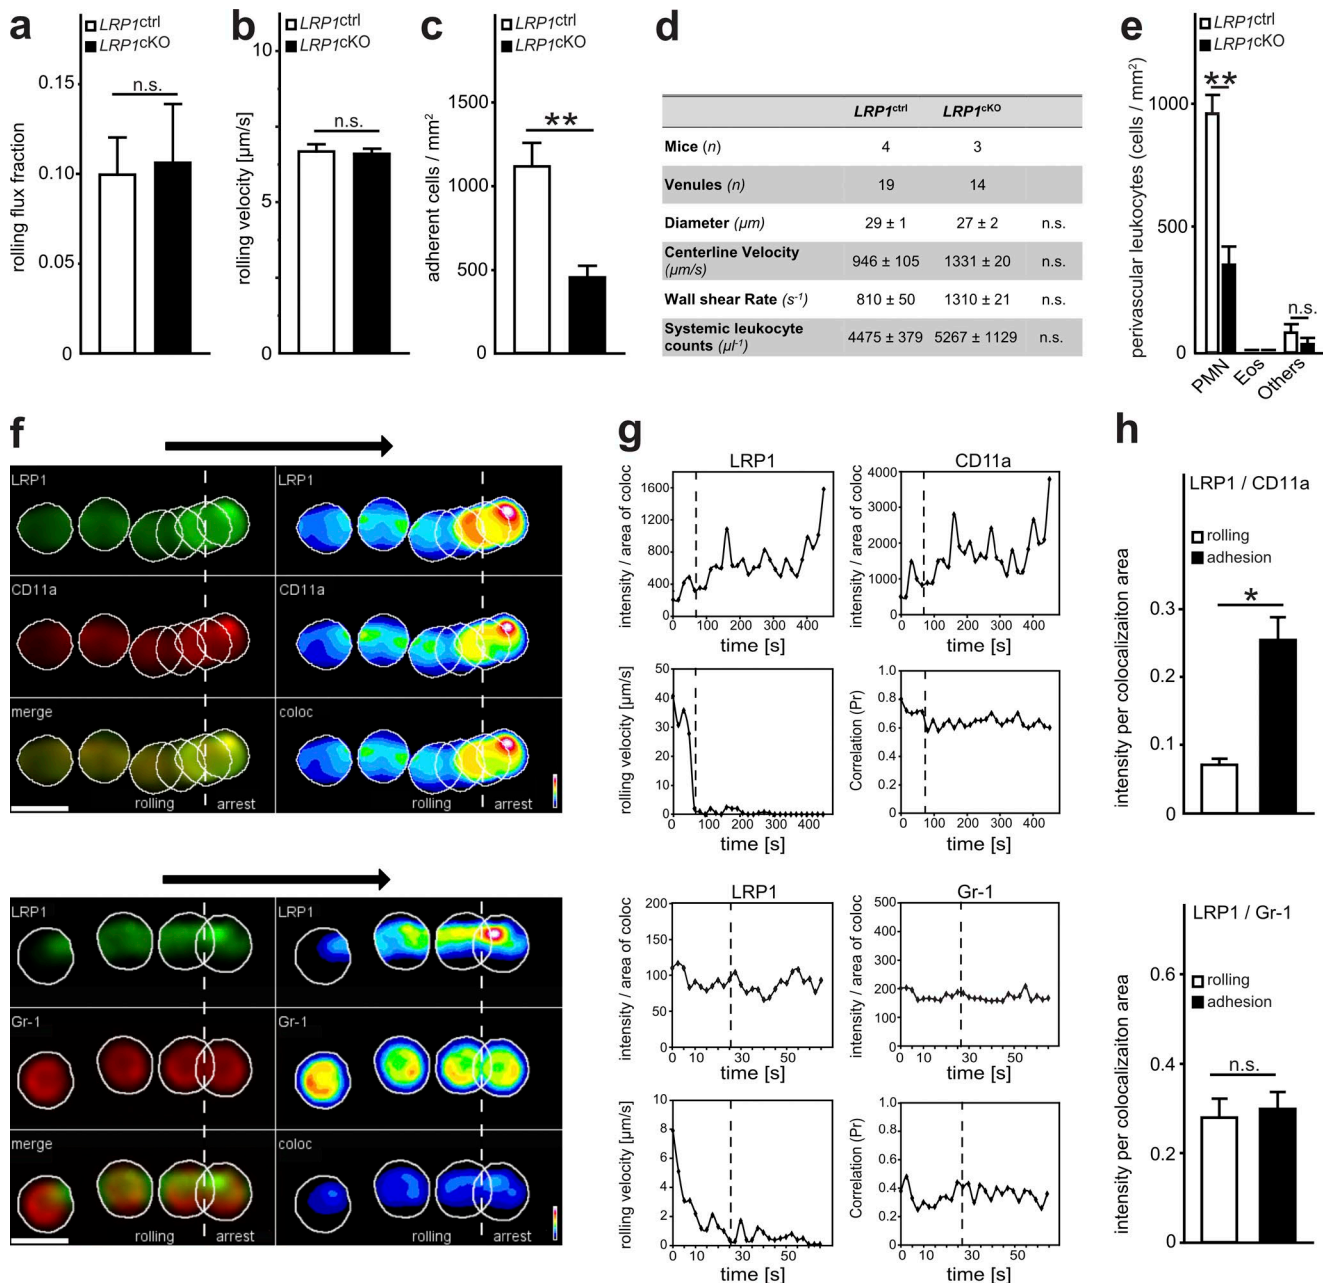 a
LRP1ctrl
LRP1cKO
n.s.
0.15
0.10
0.05
0
rolling flux fraction
b
LRP1ctrl
LRP1cKO
n.s.
10
5
0
rolling velocity [µm/s]
c
LRP1ctrl
LRP1cKO
**
1500
1000
500
0
adherent cells / mm2
d
LRP1ctrl LRP1cKO
Mice (n) 4 3
Venules (n) 19 14
Diameter (µm) 29 ± 1 27 ± 2 n.s.
Centerline Velocity
(µm/s) 946 ± 105 1331 ± 20 n.s.
Wall shear Rate (s-1) 810 ± 50 1310 ± 21 n.s.
Systemic leukocyte
counts (µl-1) 4475 ± 379 5267 ± 1129 n.s.
e
LRP1ctrl
LRP1cKO
**
n.s.
1000
500
0
perivascular leukocytes (cells / mm2)
PMN
Eos
Others
f
LRP1
LRP1
CD11a
CD11a
merge
coloc
rolling arrest
rolling arrest
LRP1
LRP1
Gr-1
Gr-1
merge
coloc
rolling arrest
rolling arrest
g
LRP1
intensity / area of coloc
1600
1200
800
400
0
0 100 200 300 400
time [s]
CD11a
intensity / area of coloc
4000
3000
2000
1000
0
0 100 200 300 400
time [s]
rolling velocity [µm/s]
50
40
30
20
10
0
0 100 200 300 400
time [s]
Correlation (Pr)
1.0
0.8
0.6
0.4
0.2
0
0 100 200 300 400
time [s]
LRP1
intensity / area of coloc
200
150
100
50
0
0 10 30 50
time [s]
Gr-1
intensity / area of coloc
500
400
300
200
100
0
0 10 30 50
time [s]
rolling velocity [µm/s]
10
8
6
4
2
0
0 10 30 50
time [s]
Correlation (Pr)
1.0
0.8
0.6
0.4
0.2
0.0
0 10 30 50
time [s]
h
LRP1 / CD11a
rolling
adhesion
*
0.3
0.2
0.1
0
intensity per colocalizaiton area
LRP1 / Gr-1
rolling
adhesion
n.s.
0.6
0.4
0.2
0
intensity per colocalizaiton area